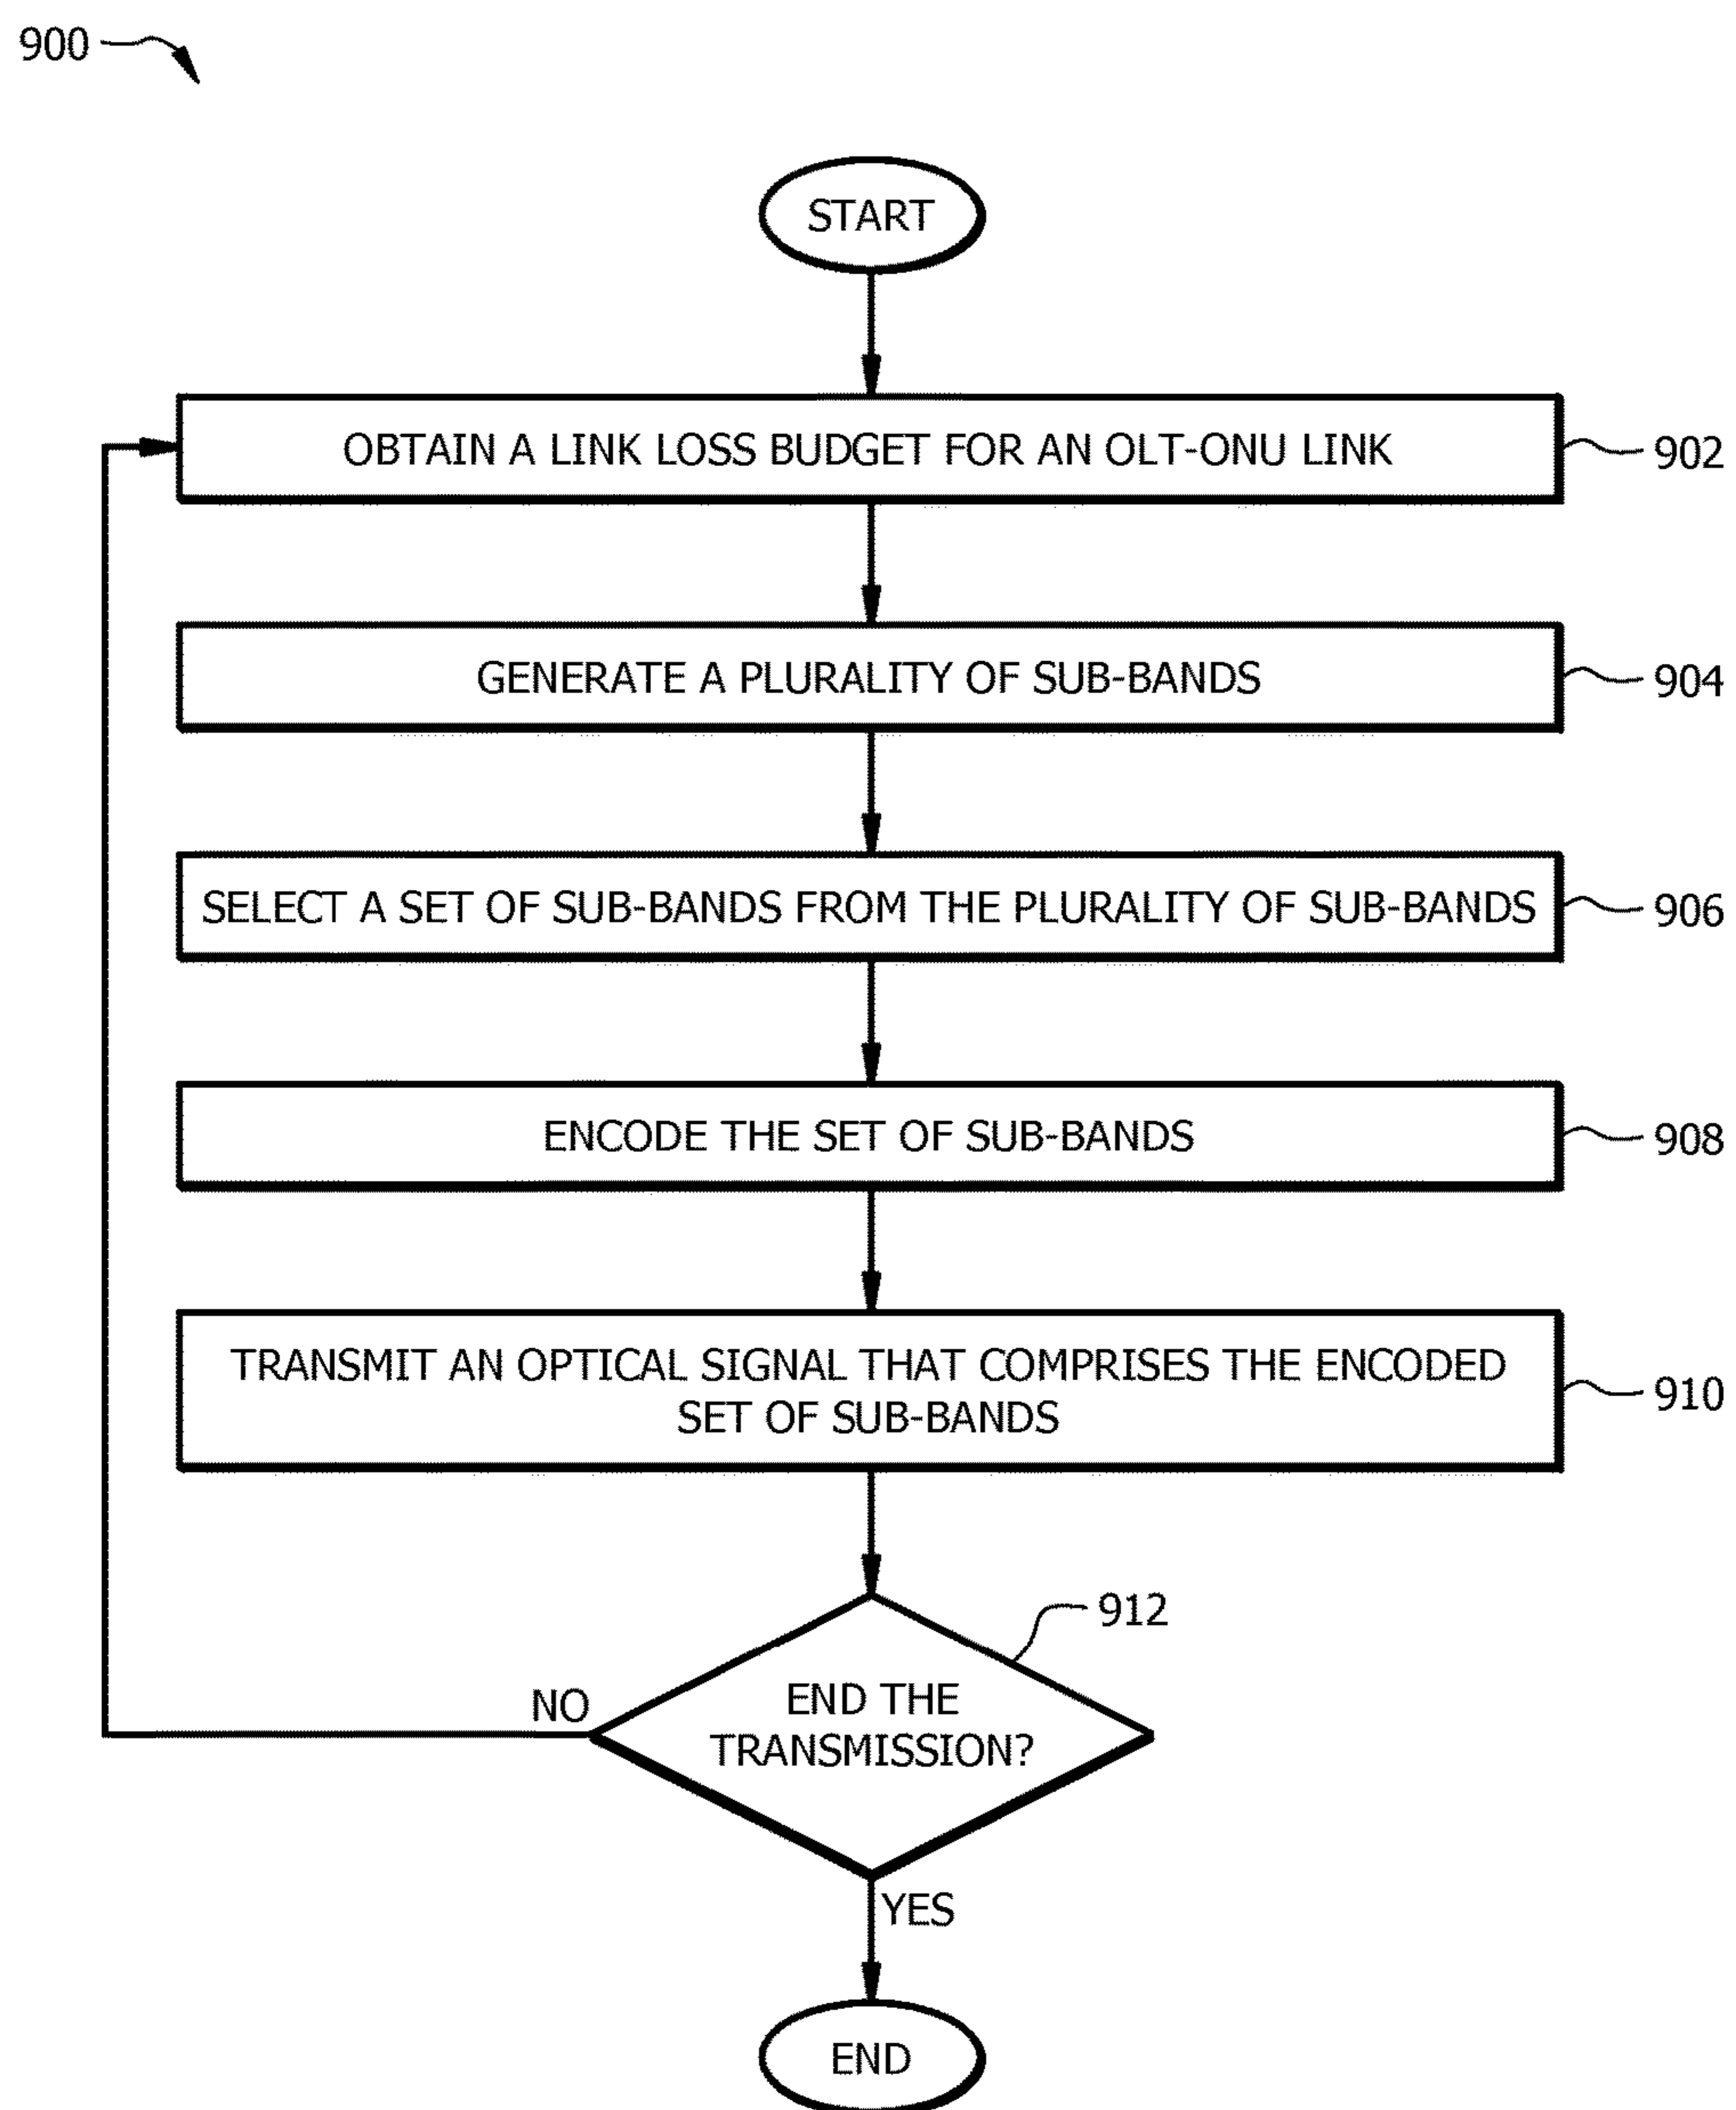 900
START
OBTAIN A LINK LOSS BUDGET FOR AN OLT-ONU LINK
902
GENERATE A PLURALITY OF SUB-BANDS
904
SELECT A SET OF SUB-BANDS FROM THE PLURALITY OF SUB-BANDS
906
ENCODE THE SET OF SUB-BANDS
908
TRANSMIT AN OPTICAL SIGNAL THAT COMPRISES THE ENCODED
SET OF SUB-BANDS
910
912
END THE
TRANSMISSION?
NO
YES
END